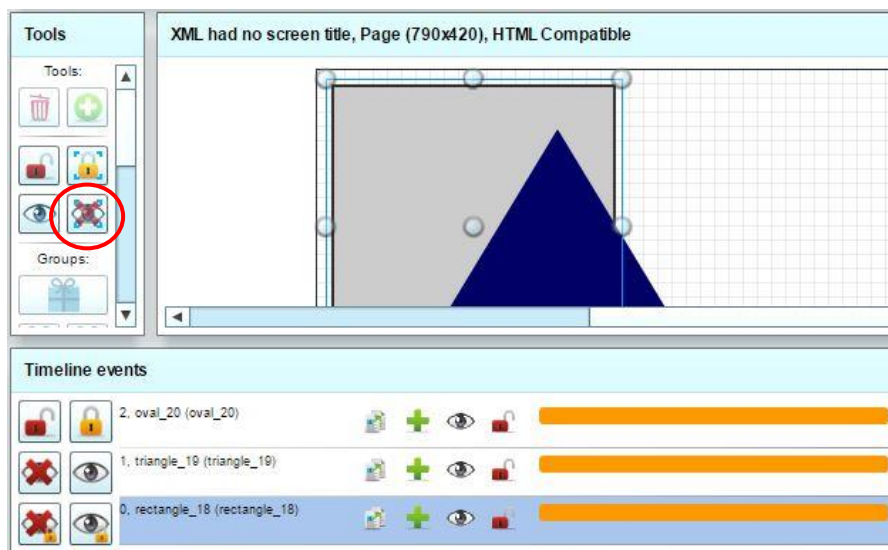 Tools
XML had no screen title, Page (790x420), HTML Compatible
Tools:
Groups:
Timeline events
2, oval_20 (oval_20)
1, triangle_19 (triangle_19)
0, rectangle_18 (rectangle_18)